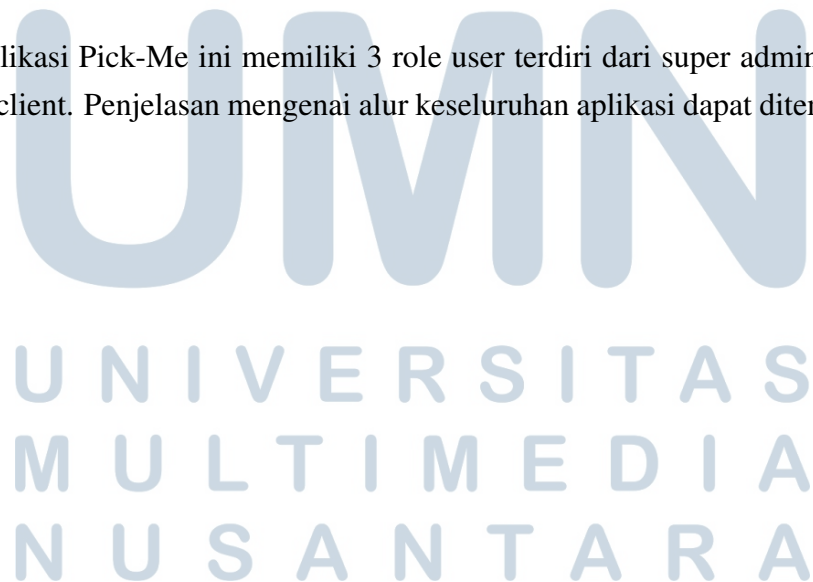 likasi Pick-Me ini memiliki 3 role user terdiri dari super admin
client. Penjelasan mengenai alur keseluruhan aplikasi dapat diter
UMN
UNIVERSITAS
MULTIMEDIA
NUSANTARA